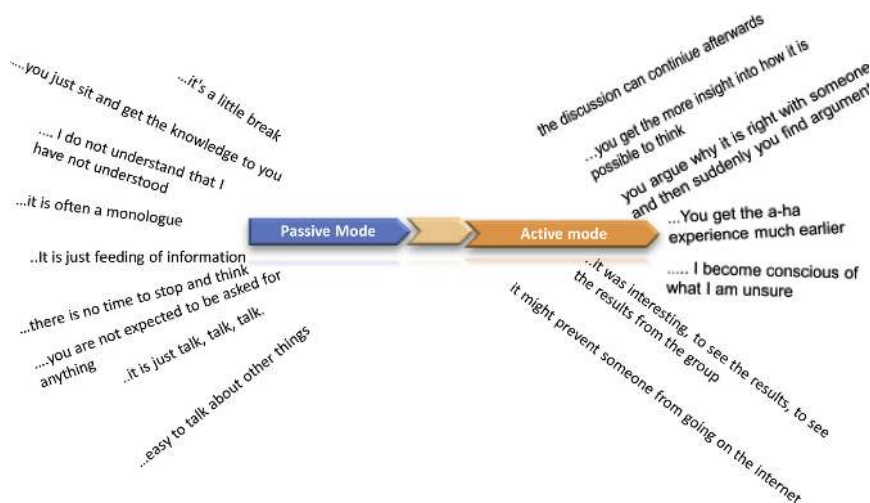 ...it's a little break
.....you just sit and get the knowledge to you
.... I do not understand that I
have not understood
...it is often a monologue
..It is just feeding of information
...there is no time to stop and think
....you are not expected to be asked for
anything
..it is just talk, talk, talk.
...easy to talk about other things
Passive Mode
Active mode
the discussion can continiue afterwards
...you get the more insight into how it is
possible to think
you argue why it is right with someone
and then suddenly you find argument
...You get the a-ha
experience much earlier
..... I become conscious of
what I am unsure
..it was interesting, to see the results, to see
the results from the group
it might prevent someone from going on the internet